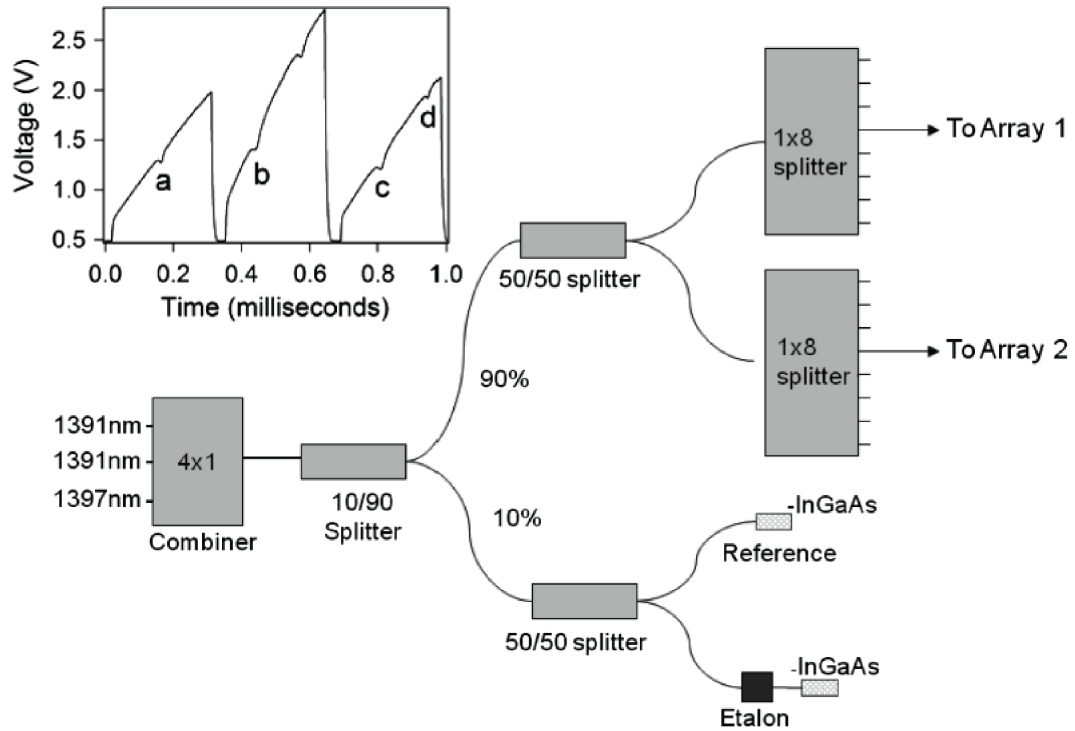 2.5
2.0
1.5
1.0
0.5
Voltage (V)
a
b
c
d
0.0 0.2 0.4 0.6 0.8 1.0
Time (milliseconds)
1x8
splitter
To Array 1
50/50 splitter
1x8
splitter
To Array 2
90%
1391nm
1391nm
1397nm
4x1
Combiner
10/90
Splitter
10%
-InGaAs
Reference
50/50 splitter
-InGaAs
Etalon